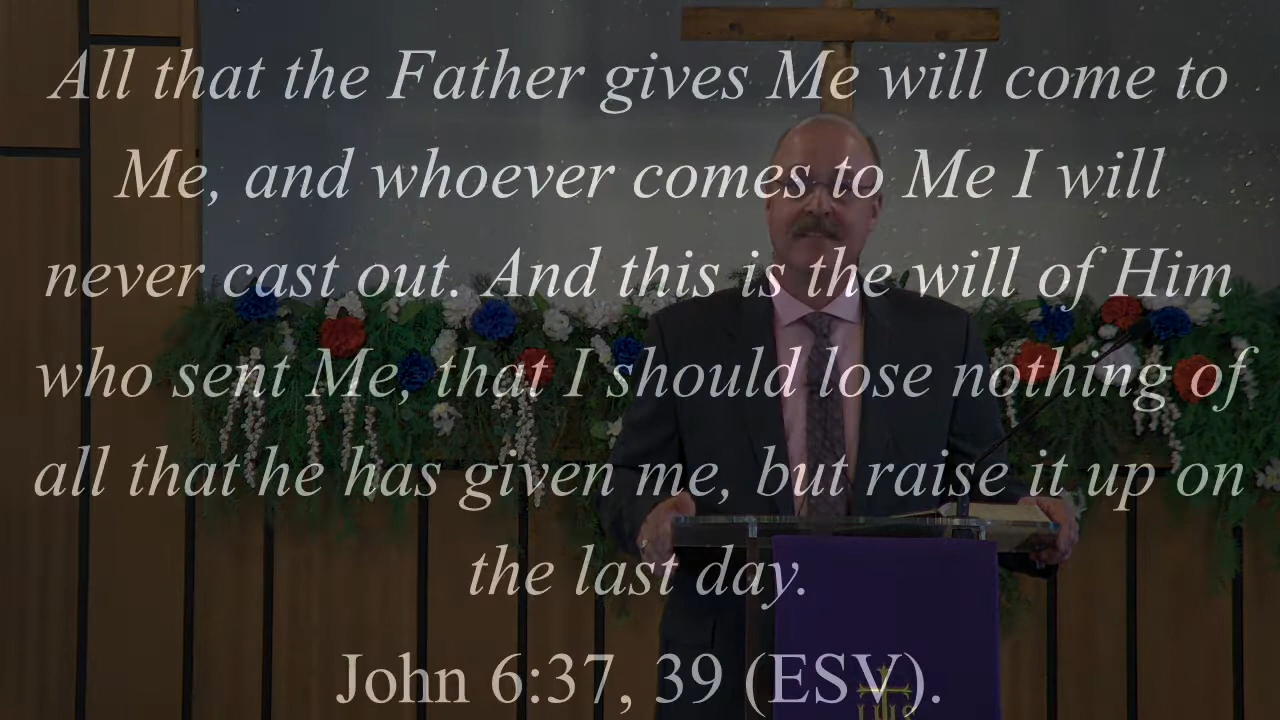 All that the Father gives Me will come to
Me, and whoever comes to Me I will
never cast out. And this is the will of Him
who sent Me, that I should lose nothing of
all that he has given me, but raise it up on
the last day.
John 6:37, 39 (ESV).